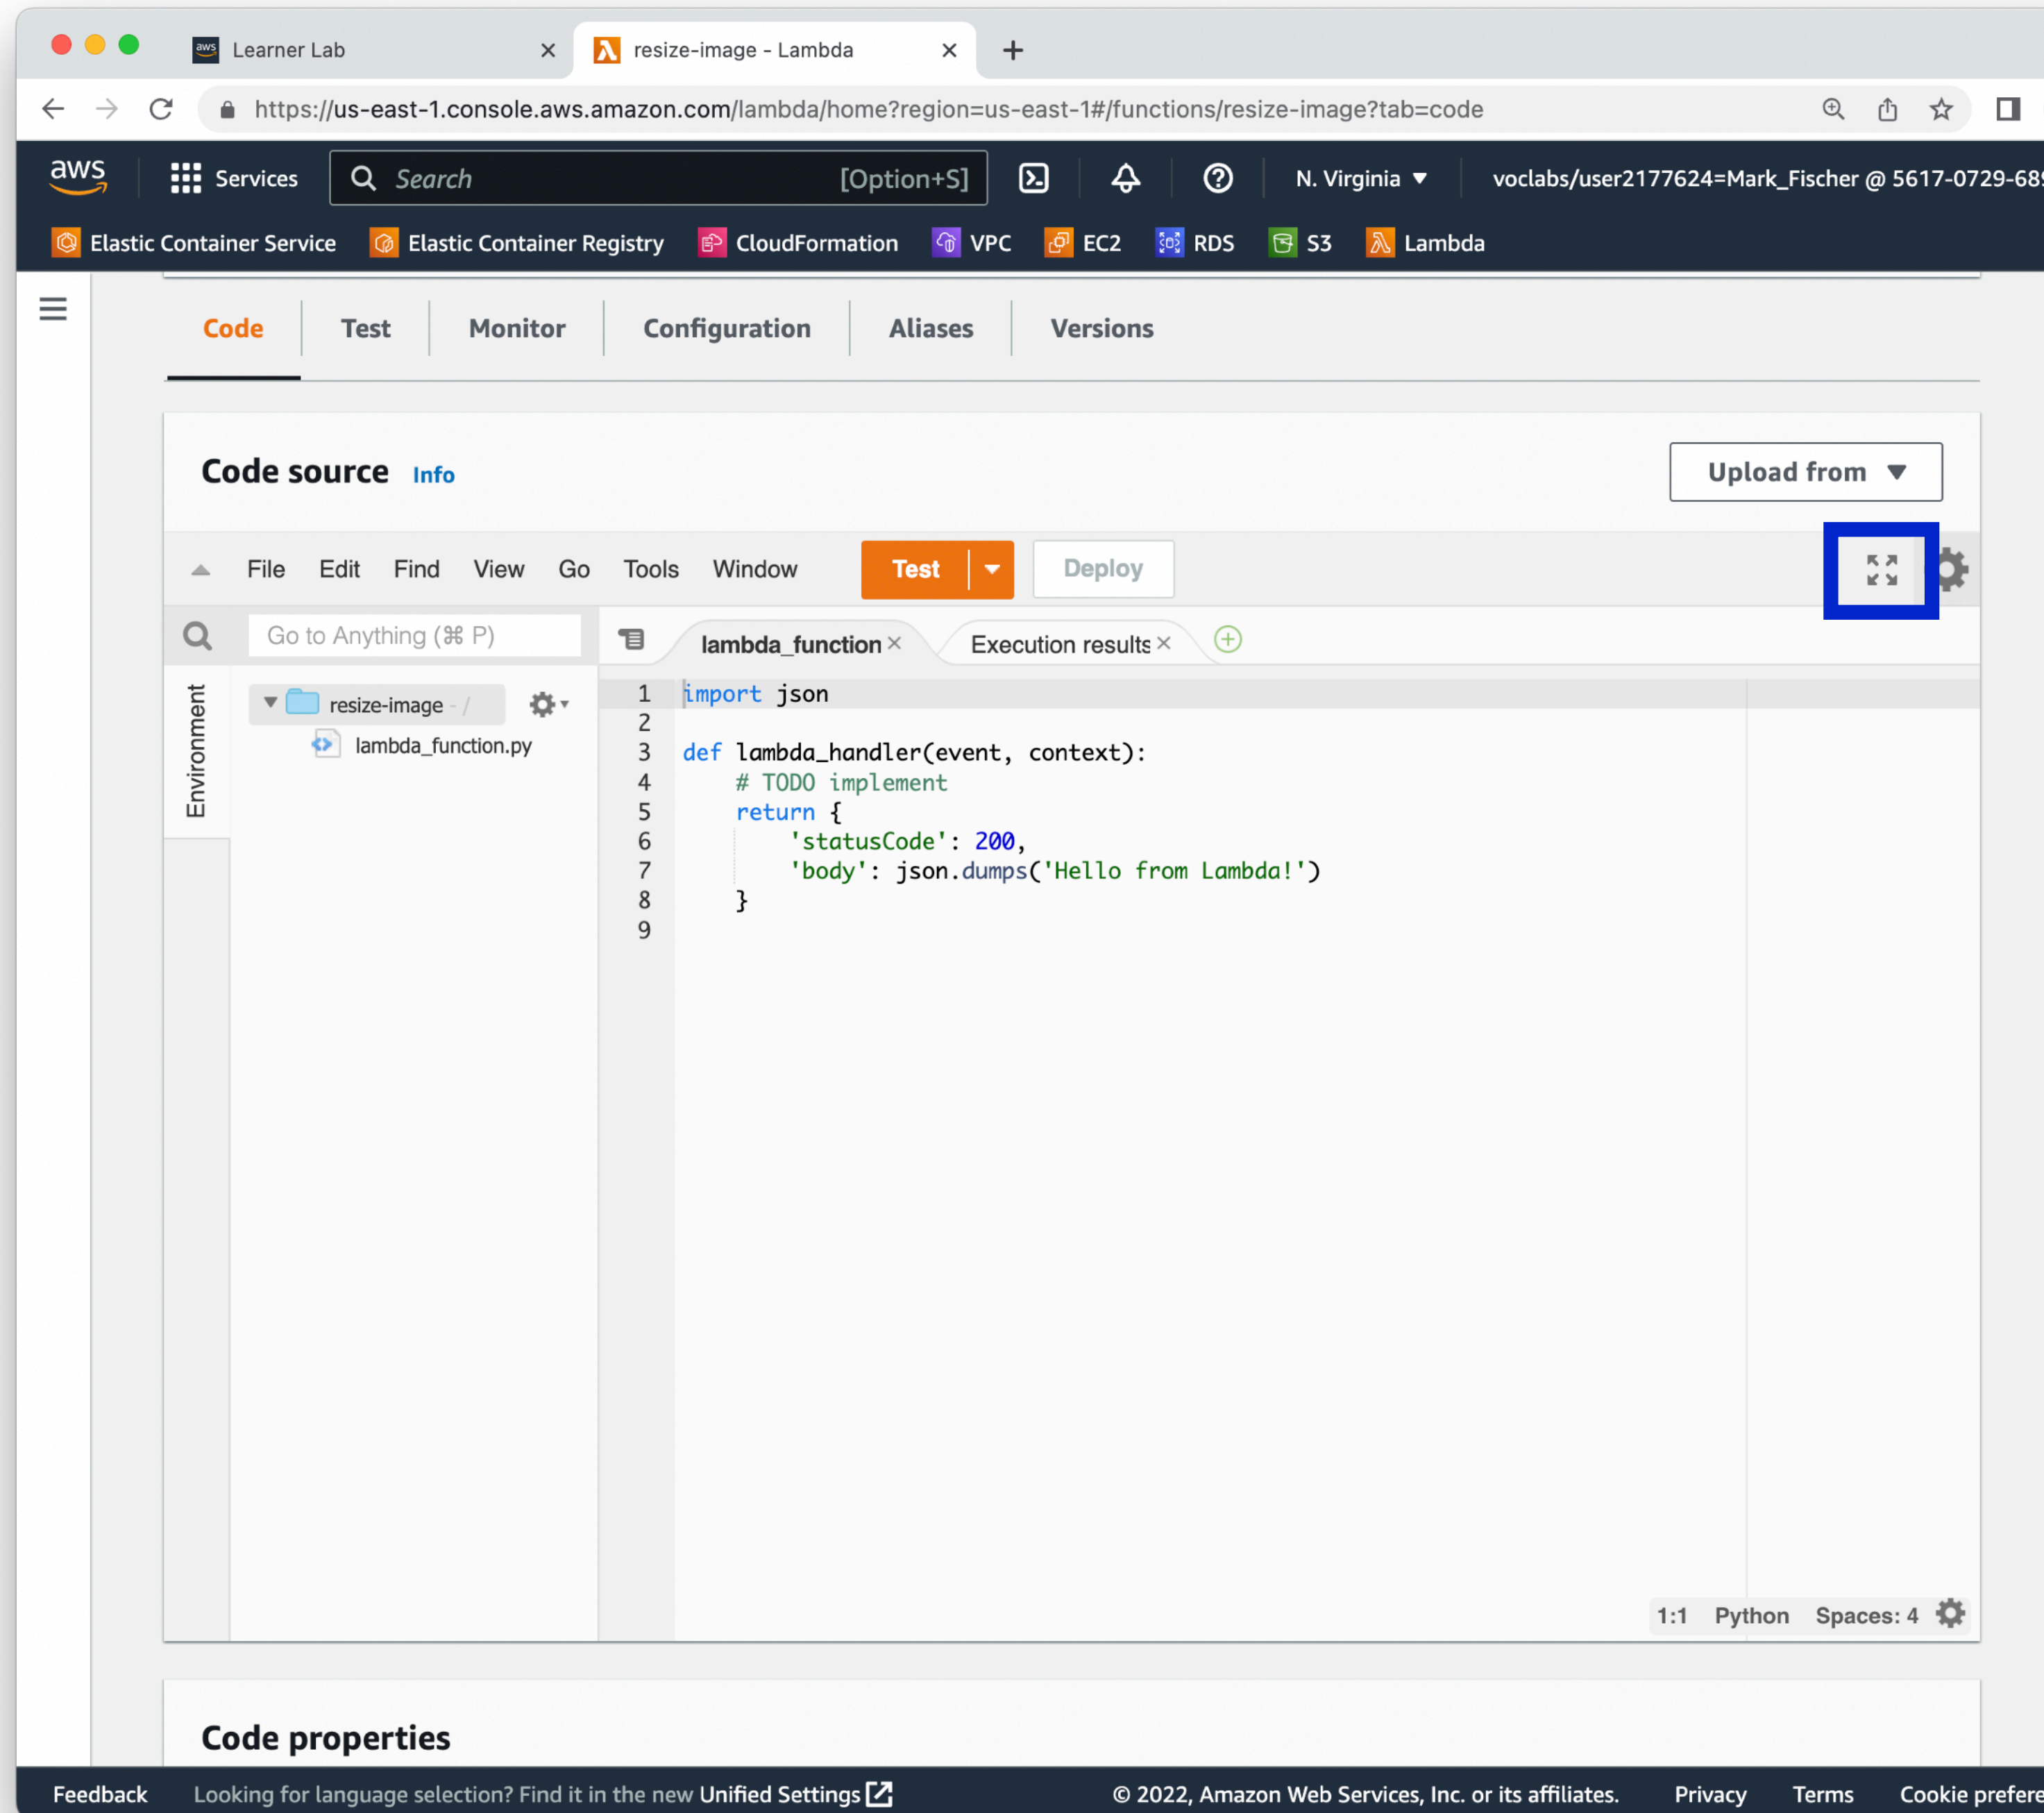 aws Learner Lab
resize-image - Lambda
https://us-east-1.console.aws.amazon.com/lambda/home?region=us-east-1#/functions/resize-image?tab=code
aws Services Search [Option+S] N. Virginia voclabs/user2177624=Mark_Fischer @ 5617-0729-68
Elastic Container Service Elastic Container Registry CloudFormation VPC EC2 RDS S3 Lambda
Code Test Monitor Configuration Aliases Versions
Code source Info
Upload from
File Edit Find View Go Tools Window Test Deploy
Go to Anything (⌘ P)
lambda_function
Execution results
Environment
resize-image - /
lambda_function.py
1 import json
2
3 def lambda_handler(event, context):
4 # TODO implement
5 return {
6 'statusCode': 200,
7 'body': json.dumps('Hello from Lambda!')
8 }
9
1:1 Python Spaces: 4
Code properties
Feedback Looking for language selection? Find it in the new Unified Settings © 2022, Amazon Web Services, Inc. or its affiliates. Privacy Terms Cookie prefere